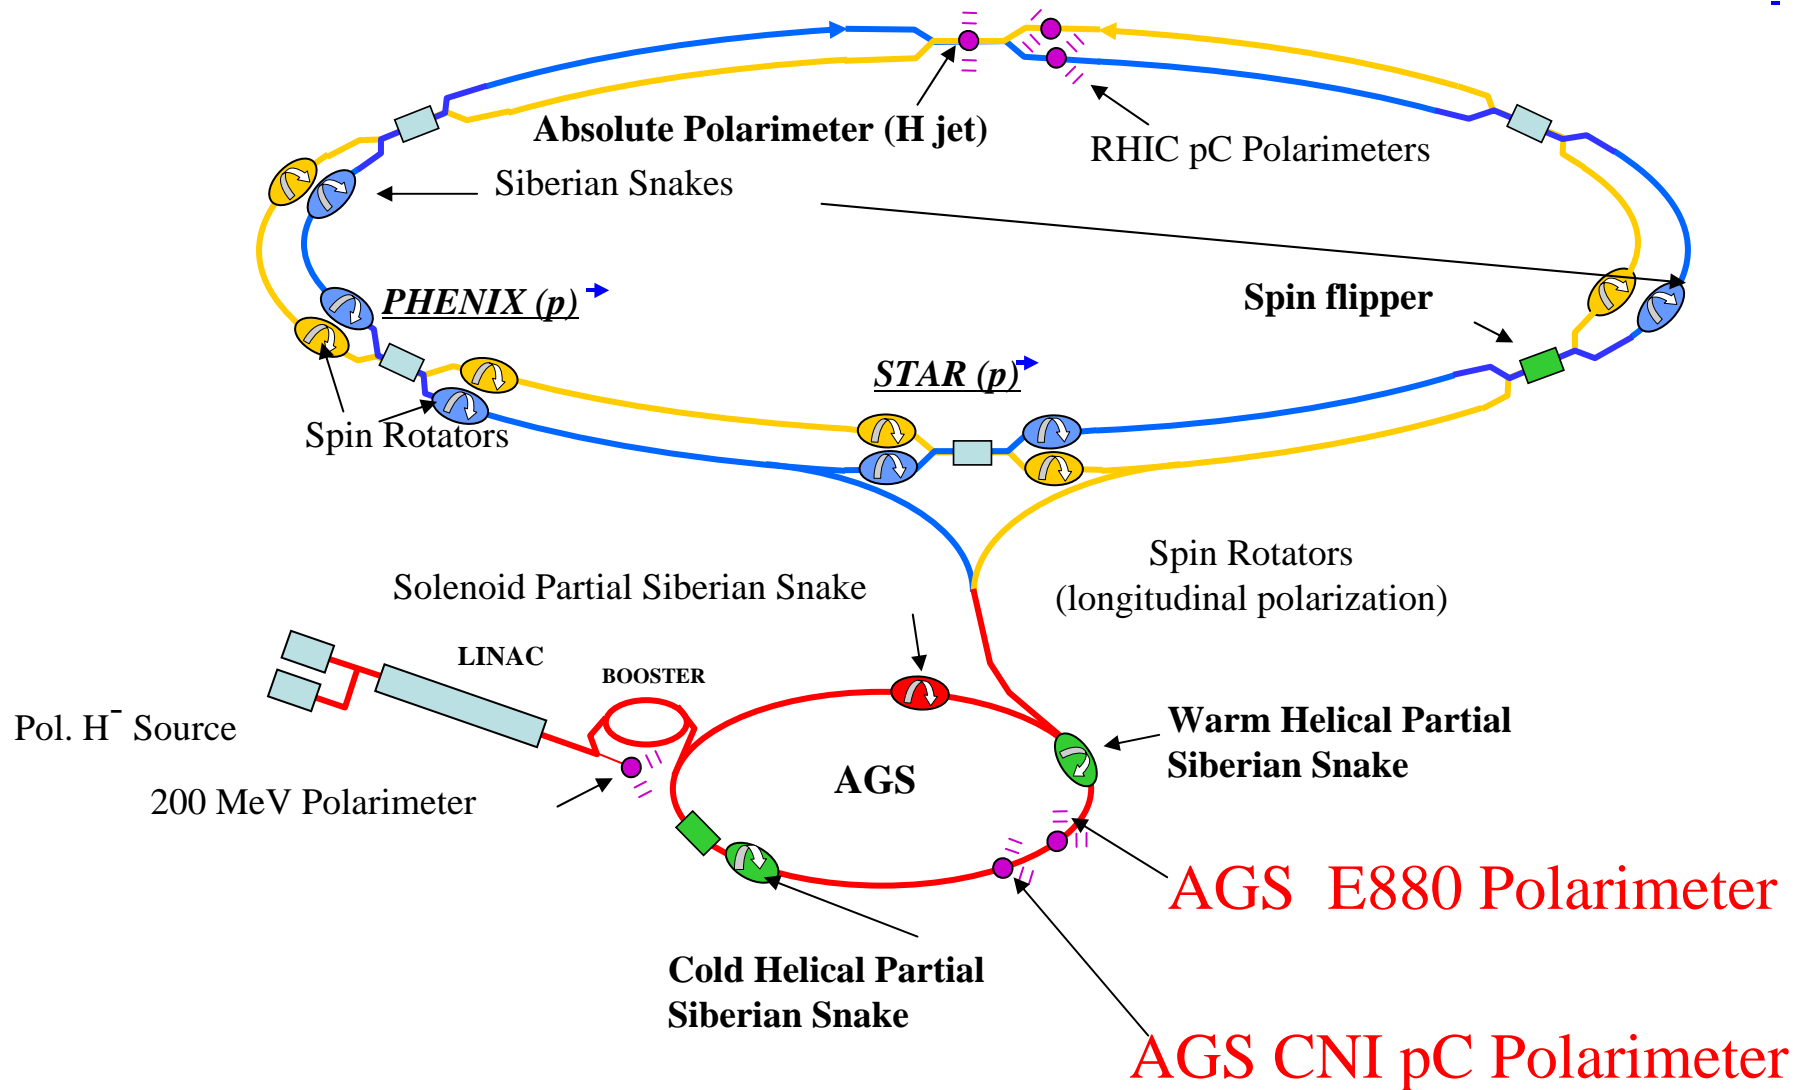 Absolute Polarimeter (H jet)
RHIC pC Polarimeters
Siberian Snakes
PHENIX (p)
Spin flipper
STAR (p)
Spin Rotators
Spin Rotators
(longitudinal polarization)
Solenoid Partial Siberian Snake
LINAC
BOOSTER
Pol. H⁻ Source
Warm Helical Partial
Siberian Snake
AGS
200 MeV Polarimeter
AGS E880 Polarimeter
Cold Helical Partial
Siberian Snake
AGS CNI pC Polarimeter